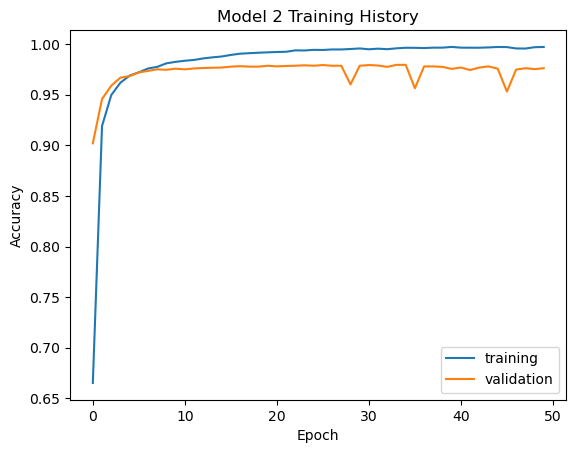 Model 2 Training History
1.00
0.95
0.90
0.85
0.80
0.75
0.70
0.65
Accuracy
0 10 20 30 40 50
Epoch
training
validation